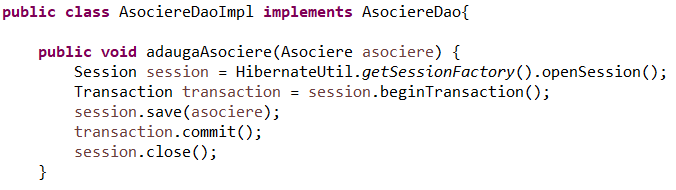 public class AsociereDaoImpl implements AsociereDao{
public void adaugaAsociere(Asociere asociere) {
Session session = HibernateUtil.getSessionFactory().openSession();
Transaction transaction = session.beginTransaction();
session.save(asociere);
transaction.commit();
session.close();
}